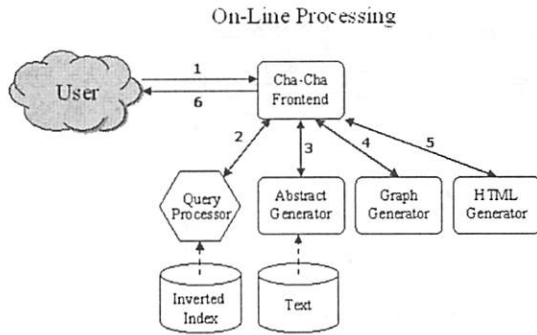 On-Line Processing
1
User
6
Cha-Cha
Frontend
2
3
4
5
Query
Processor
Abstract
Generator
Graph
Generator
HTML
Generator
Inverted
Index
Text